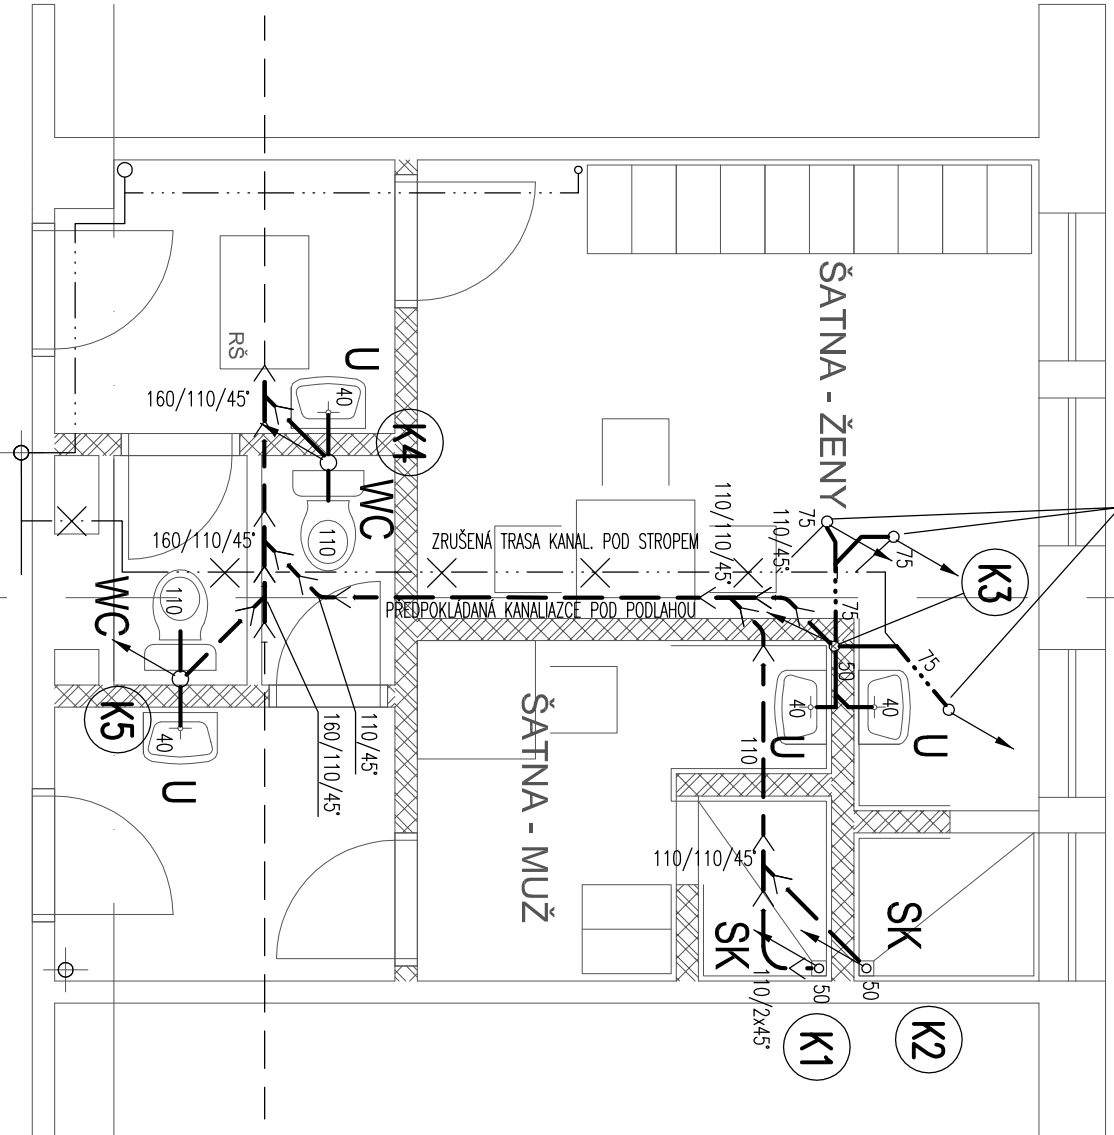 ŠATNA - ŽENY
RŠ
U
40
160/110/45°
K4
WC
110
160/110/45°
ZRUŠENÁ TRASA KANAL. POD STROPEM
PŘEDPOKLÁDANÁ KANALIAZCE POD PODLAHOU
110/110/45°
110/45°
75
75
K3
75
50
75
WC
110
K5
40
U
160/110/45°
110/45°
ŠATNA - MUŽ
110
40
U
40
U
110/110/45°
SK
SK
110/2x45°
50
50
K1
K2